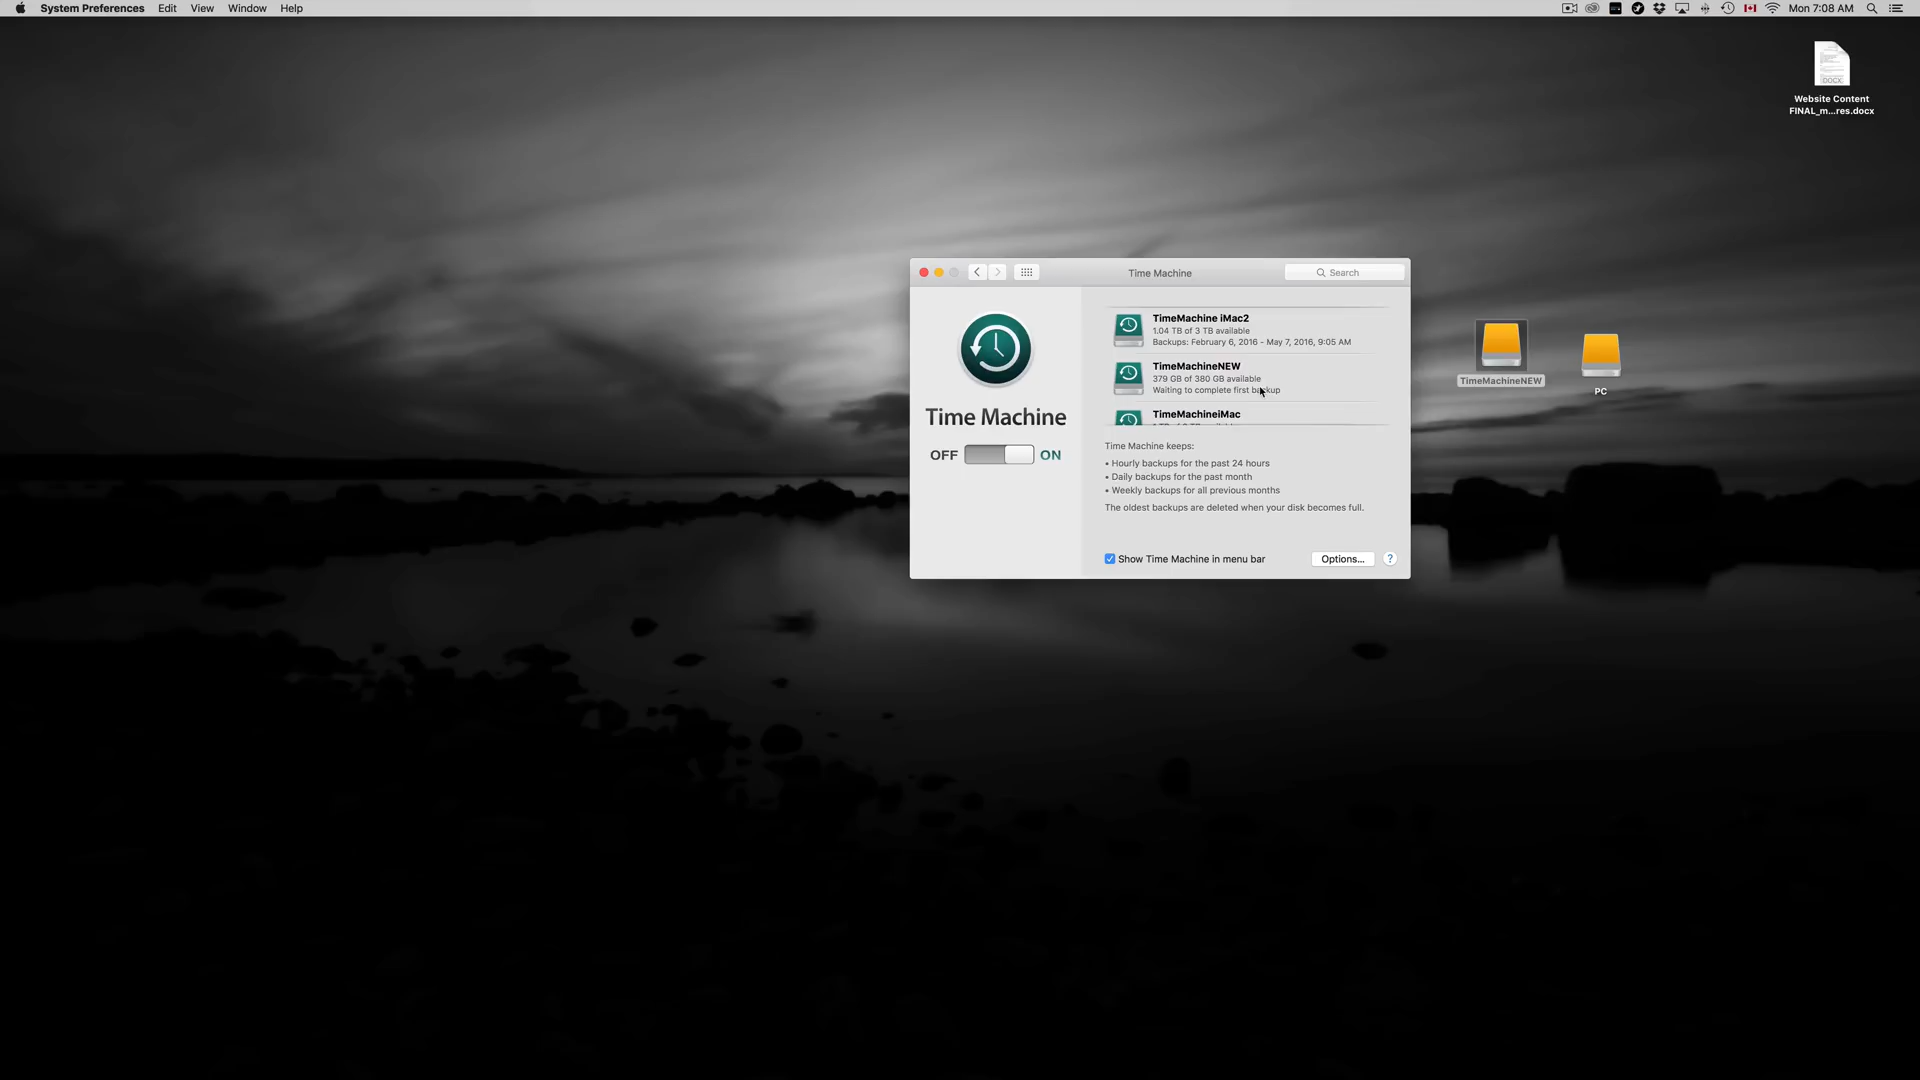 System Preferences Edit View Window Help
Mon 7:08 AM
DOCX
Website Content
FINAL_m...res.docx
Time Machine
Search
TimeMachine iMac2
1.04 TB of 3 TB available
Backups: February 6, 2016 - May 7, 2016, 9:05 AM
TimeMachineNEW
379 GB of 380 GB available
Waiting to complete first backup
TimeMachineiMac
Time Machine
OFF ON
Time Machine keeps:
• Hourly backups for the past 24 hours
• Daily backups for the past month
• Weekly backups for all previous months
The oldest backups are deleted when your disk becomes full.
Show Time Machine in menu bar
Options...
?
TimeMachineNEW
PC